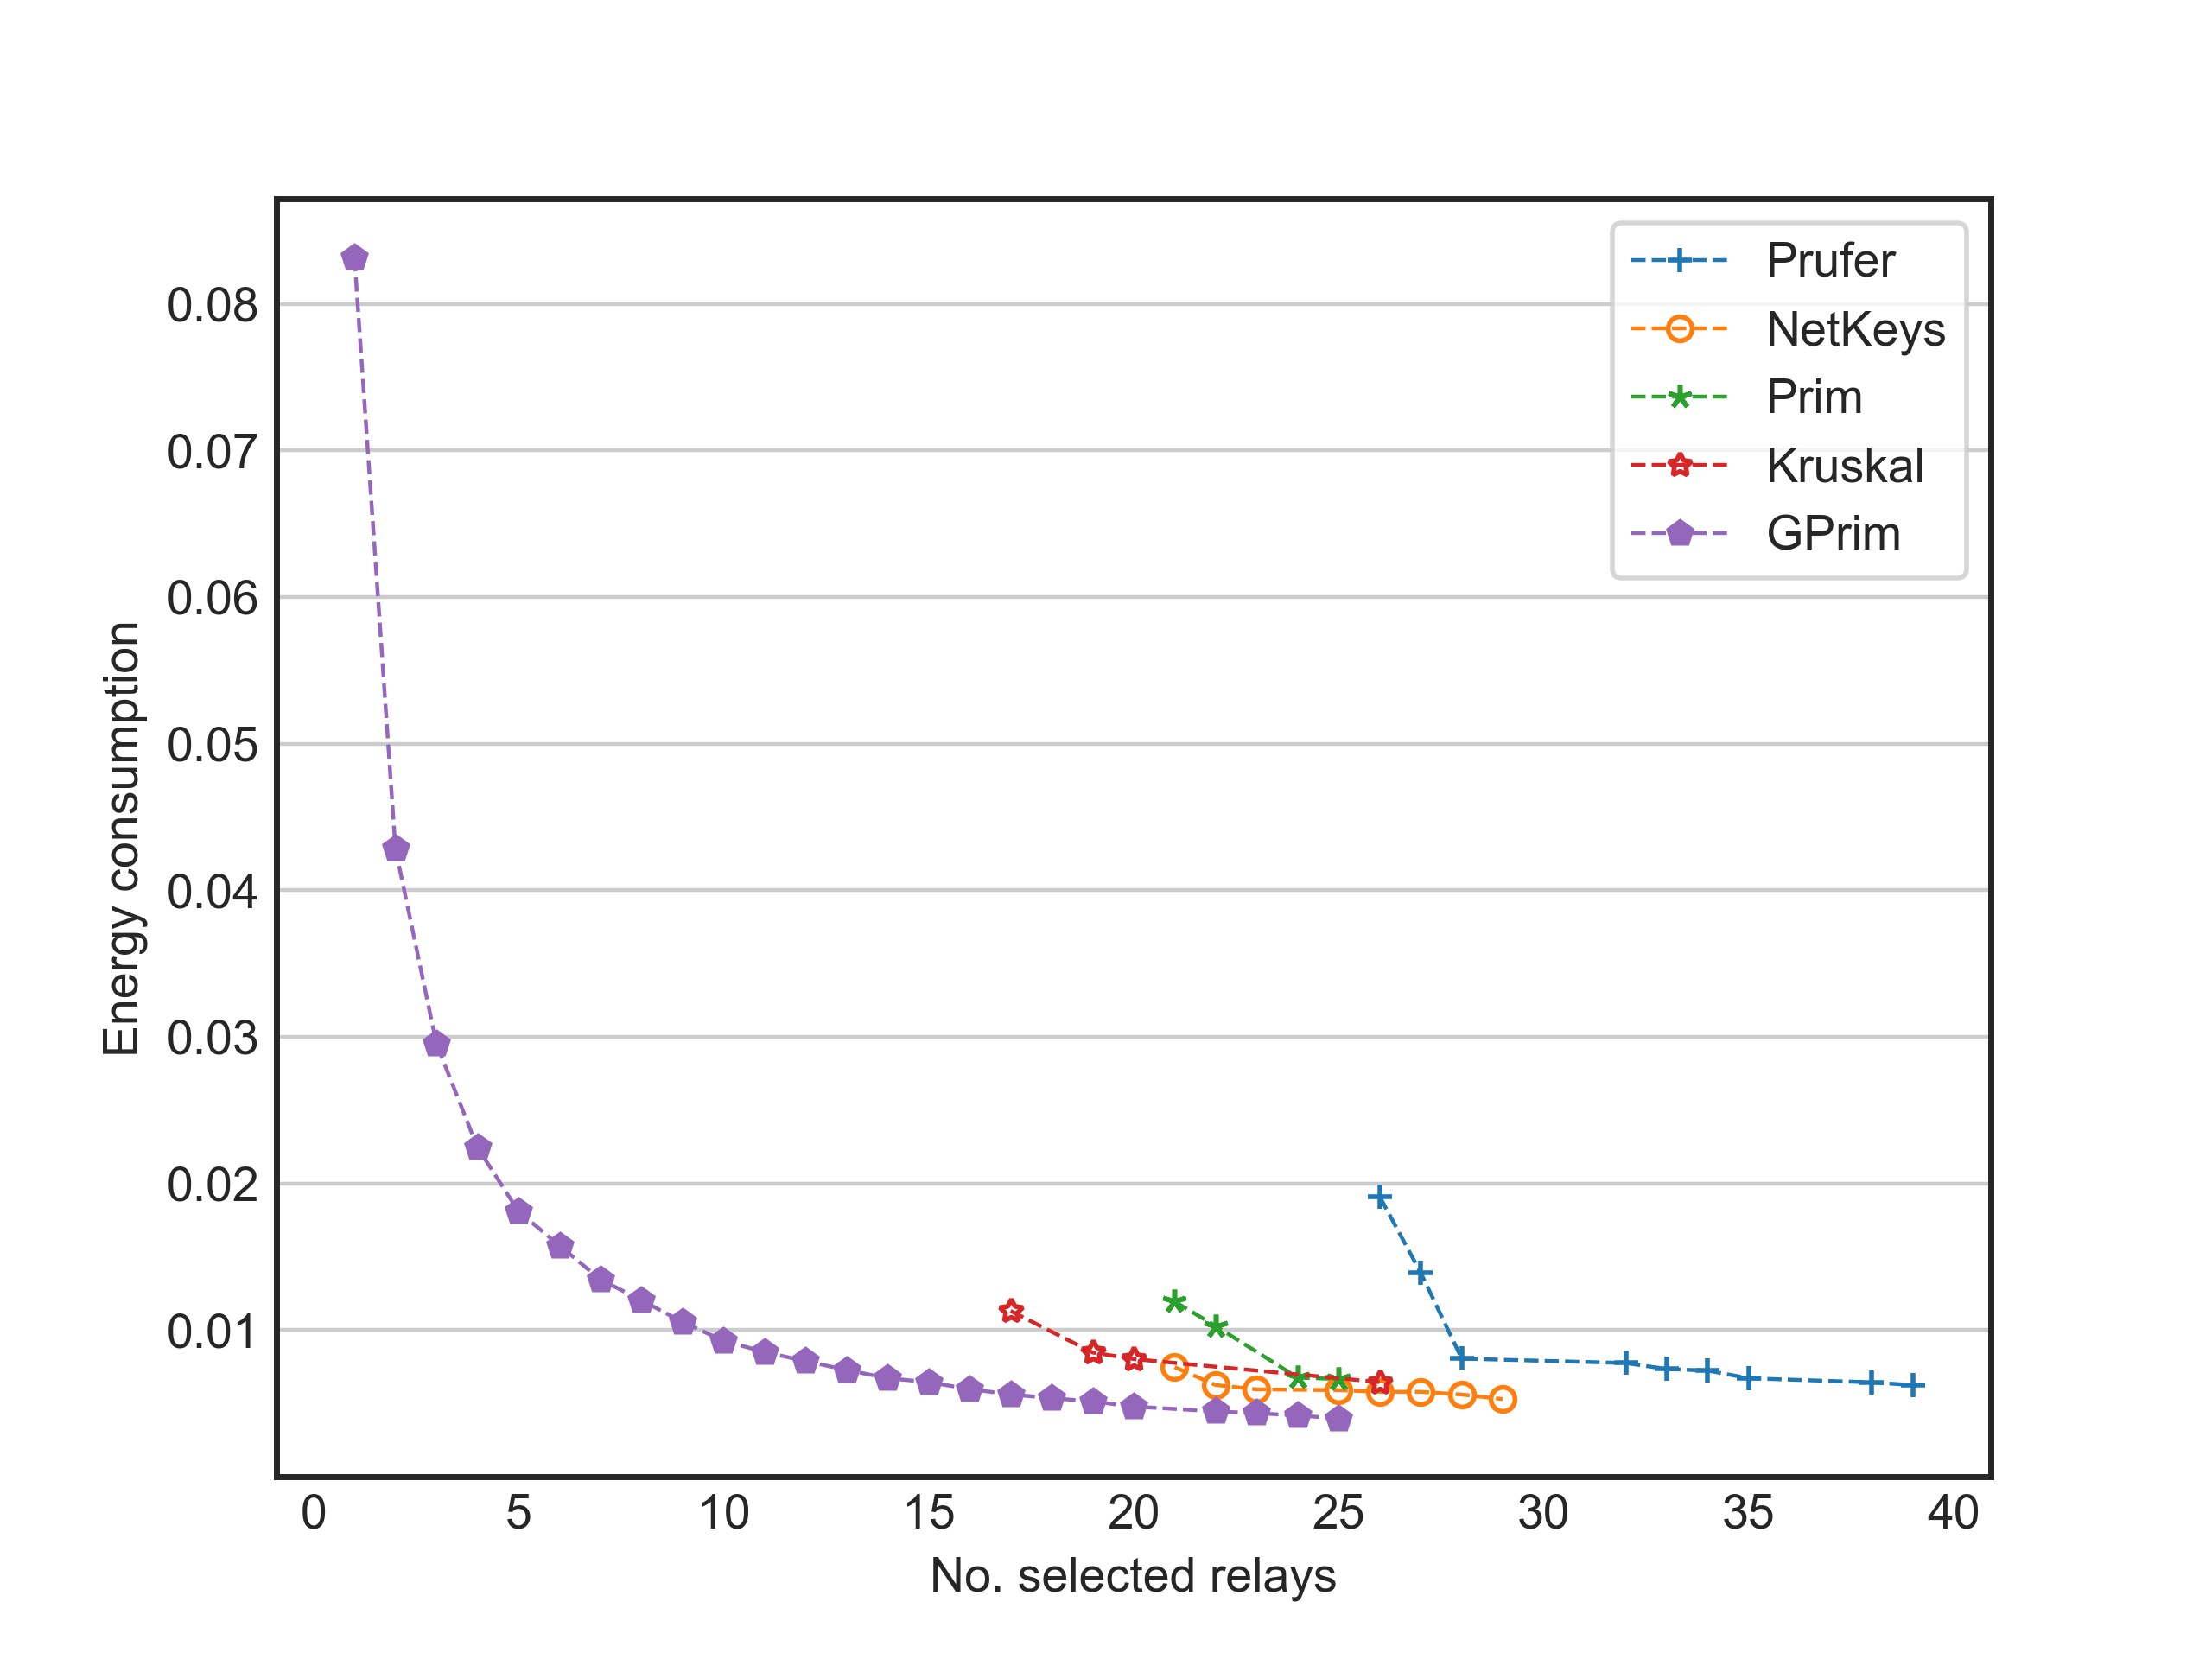 Prufer
NetKeys
Prim
Kruskal
GPrim
0.08
0.07
0.06
0.05
0.04
0.03
0.02
0.01
Energy consumption
0 5 10 15 20 25 30 35 40
No. selected relays